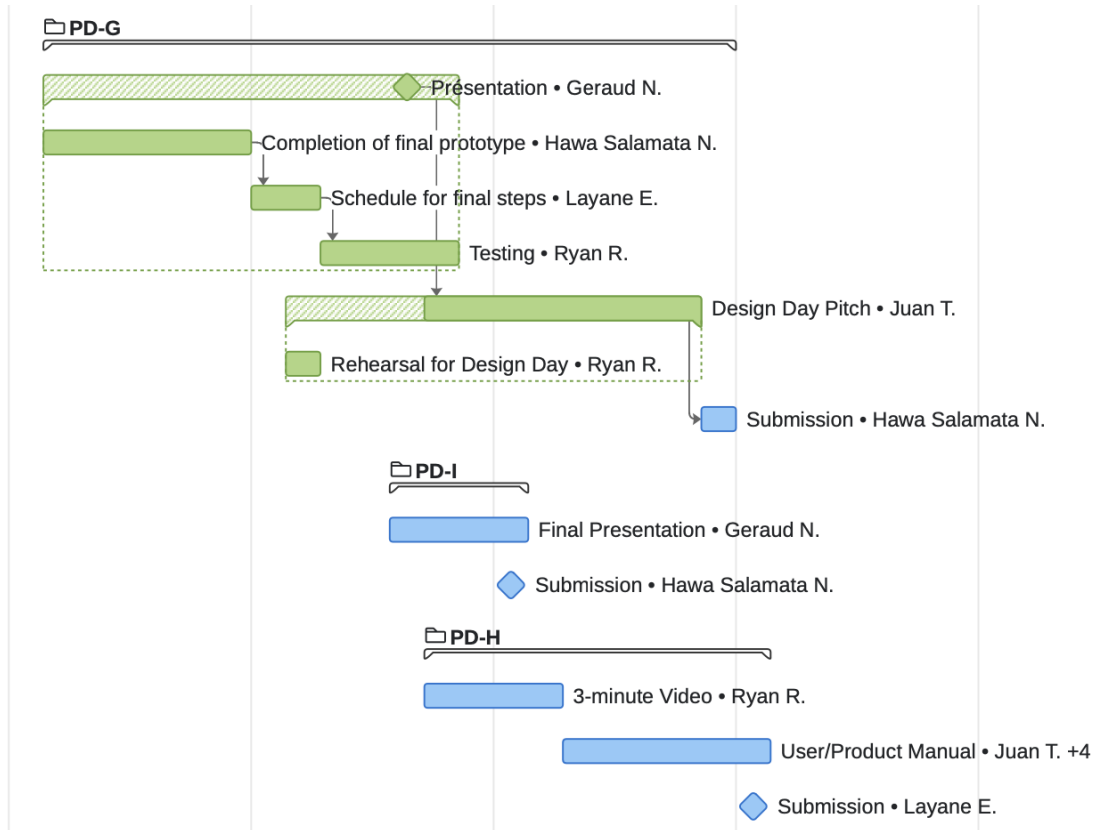 PD-G
Présentation • Geraud N.
Completion of final prototype • Hawa Salamata N.
Schedule for final steps • Layane E.
Testing • Ryan R.
Design Day Pitch • Juan T.
Rehearsal for Design Day • Ryan R.
Submission • Hawa Salamata N.
PD-I
Final Presentation • Geraud N.
Submission • Hawa Salamata N.
PD-H
3-minute Video • Ryan R.
User/Product Manual • Juan T. +4
Submission • Layane E.